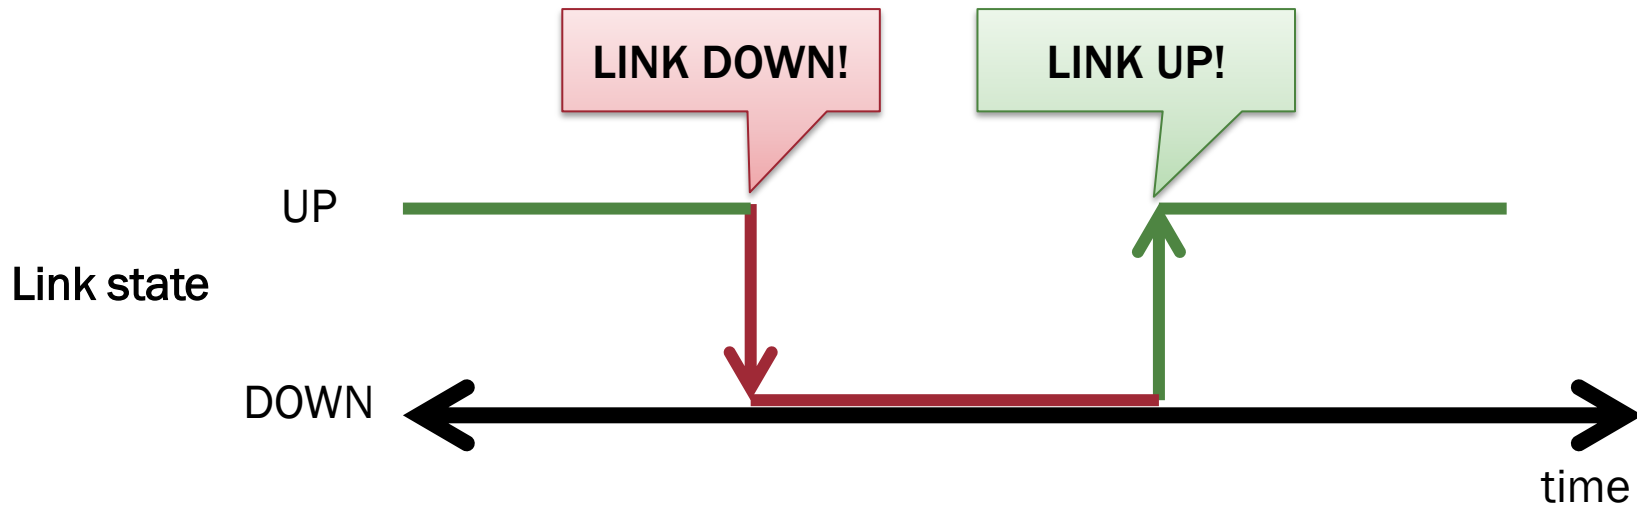 LINK DOWN!
LINK UP!
UP
Link state
DOWN
time